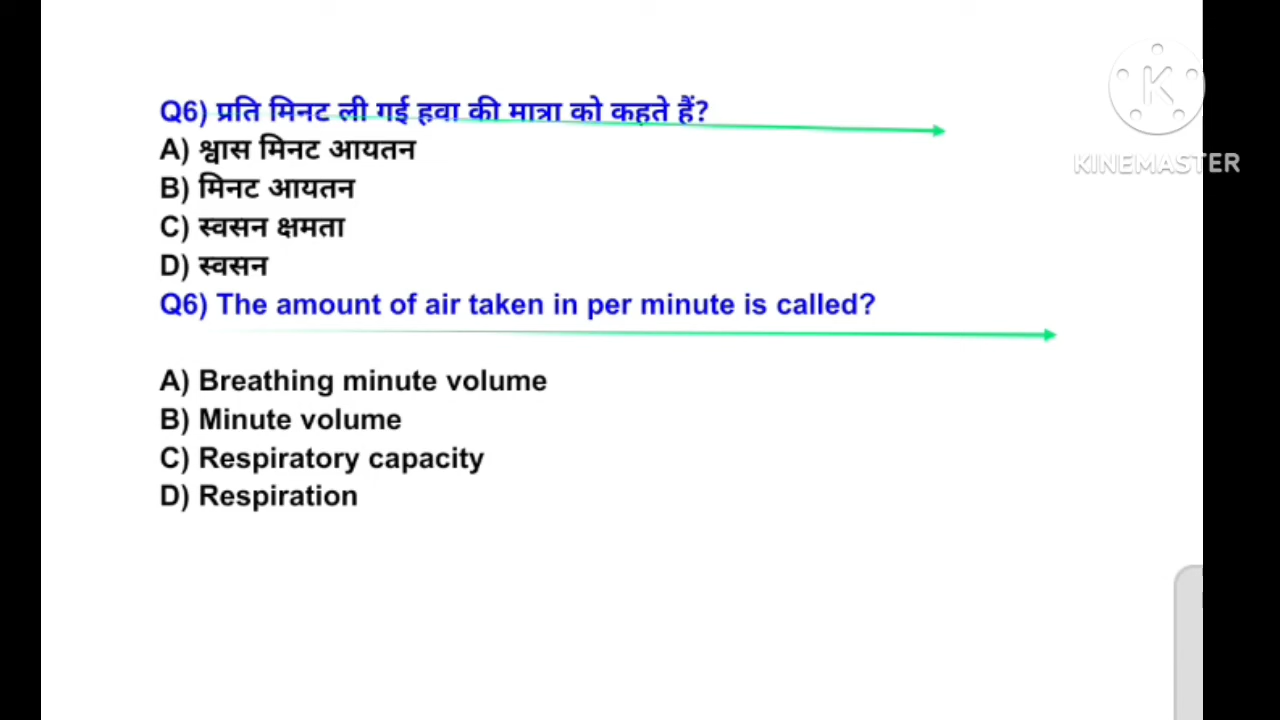 Q6) प्रति मिनट ली गई हवा की मात्रा को कहते हैं?
A) श्वास मिनट आयतन
B) मिनट आयतन
C) स्वसन क्षमता
D) स्वसन
Q6) The amount of air taken in per minute is called?
A) Breathing minute volume
B) Minute volume
C) Respiratory capacity
D) Respiration
K
KINEMASTER